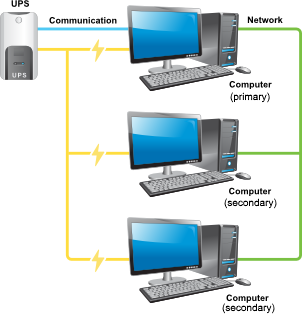 UPS
Communication
Network
UPS
Computer
(primary)
Computer
(secondary)
Computer
(secondary)